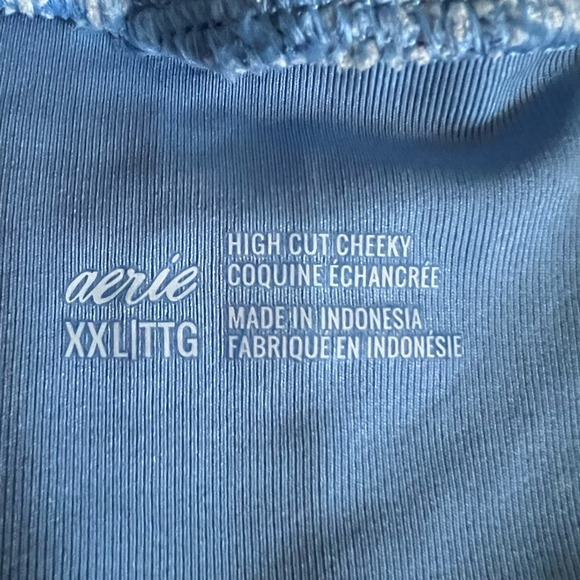 aerie
XXL|TTG
HIGH CUT CHEEKY
COQUINE ÉCHANCRÉE
MADE IN INDONESIA
FABRIQUÉ EN INDONÉSIE